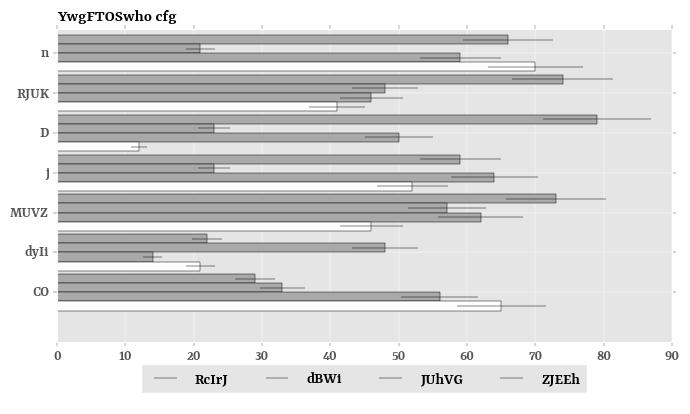 YwgFTOSwho cfg
n
RJUK
D
j
MUVZ
dyIi
CO
0 10 20 30 40 50 60 70 80 90
RcIrJ dBWi JUhVG ZJEEh